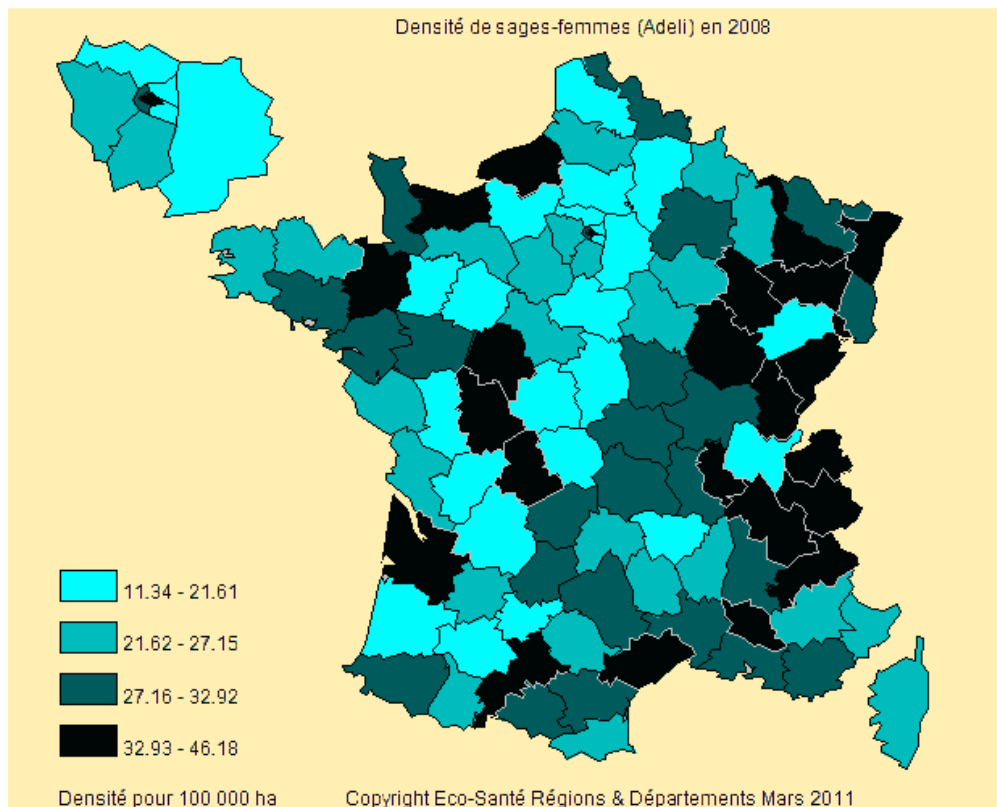 Densité de sages-femmes (Adeli) en 2008
11.34 - 21.61
21.62 - 27.15
27.16 - 32.92
32.93 - 46.18
Densité pour 100 000 ha
Copyright Eco-Santé Régions & Départements Mars 2011